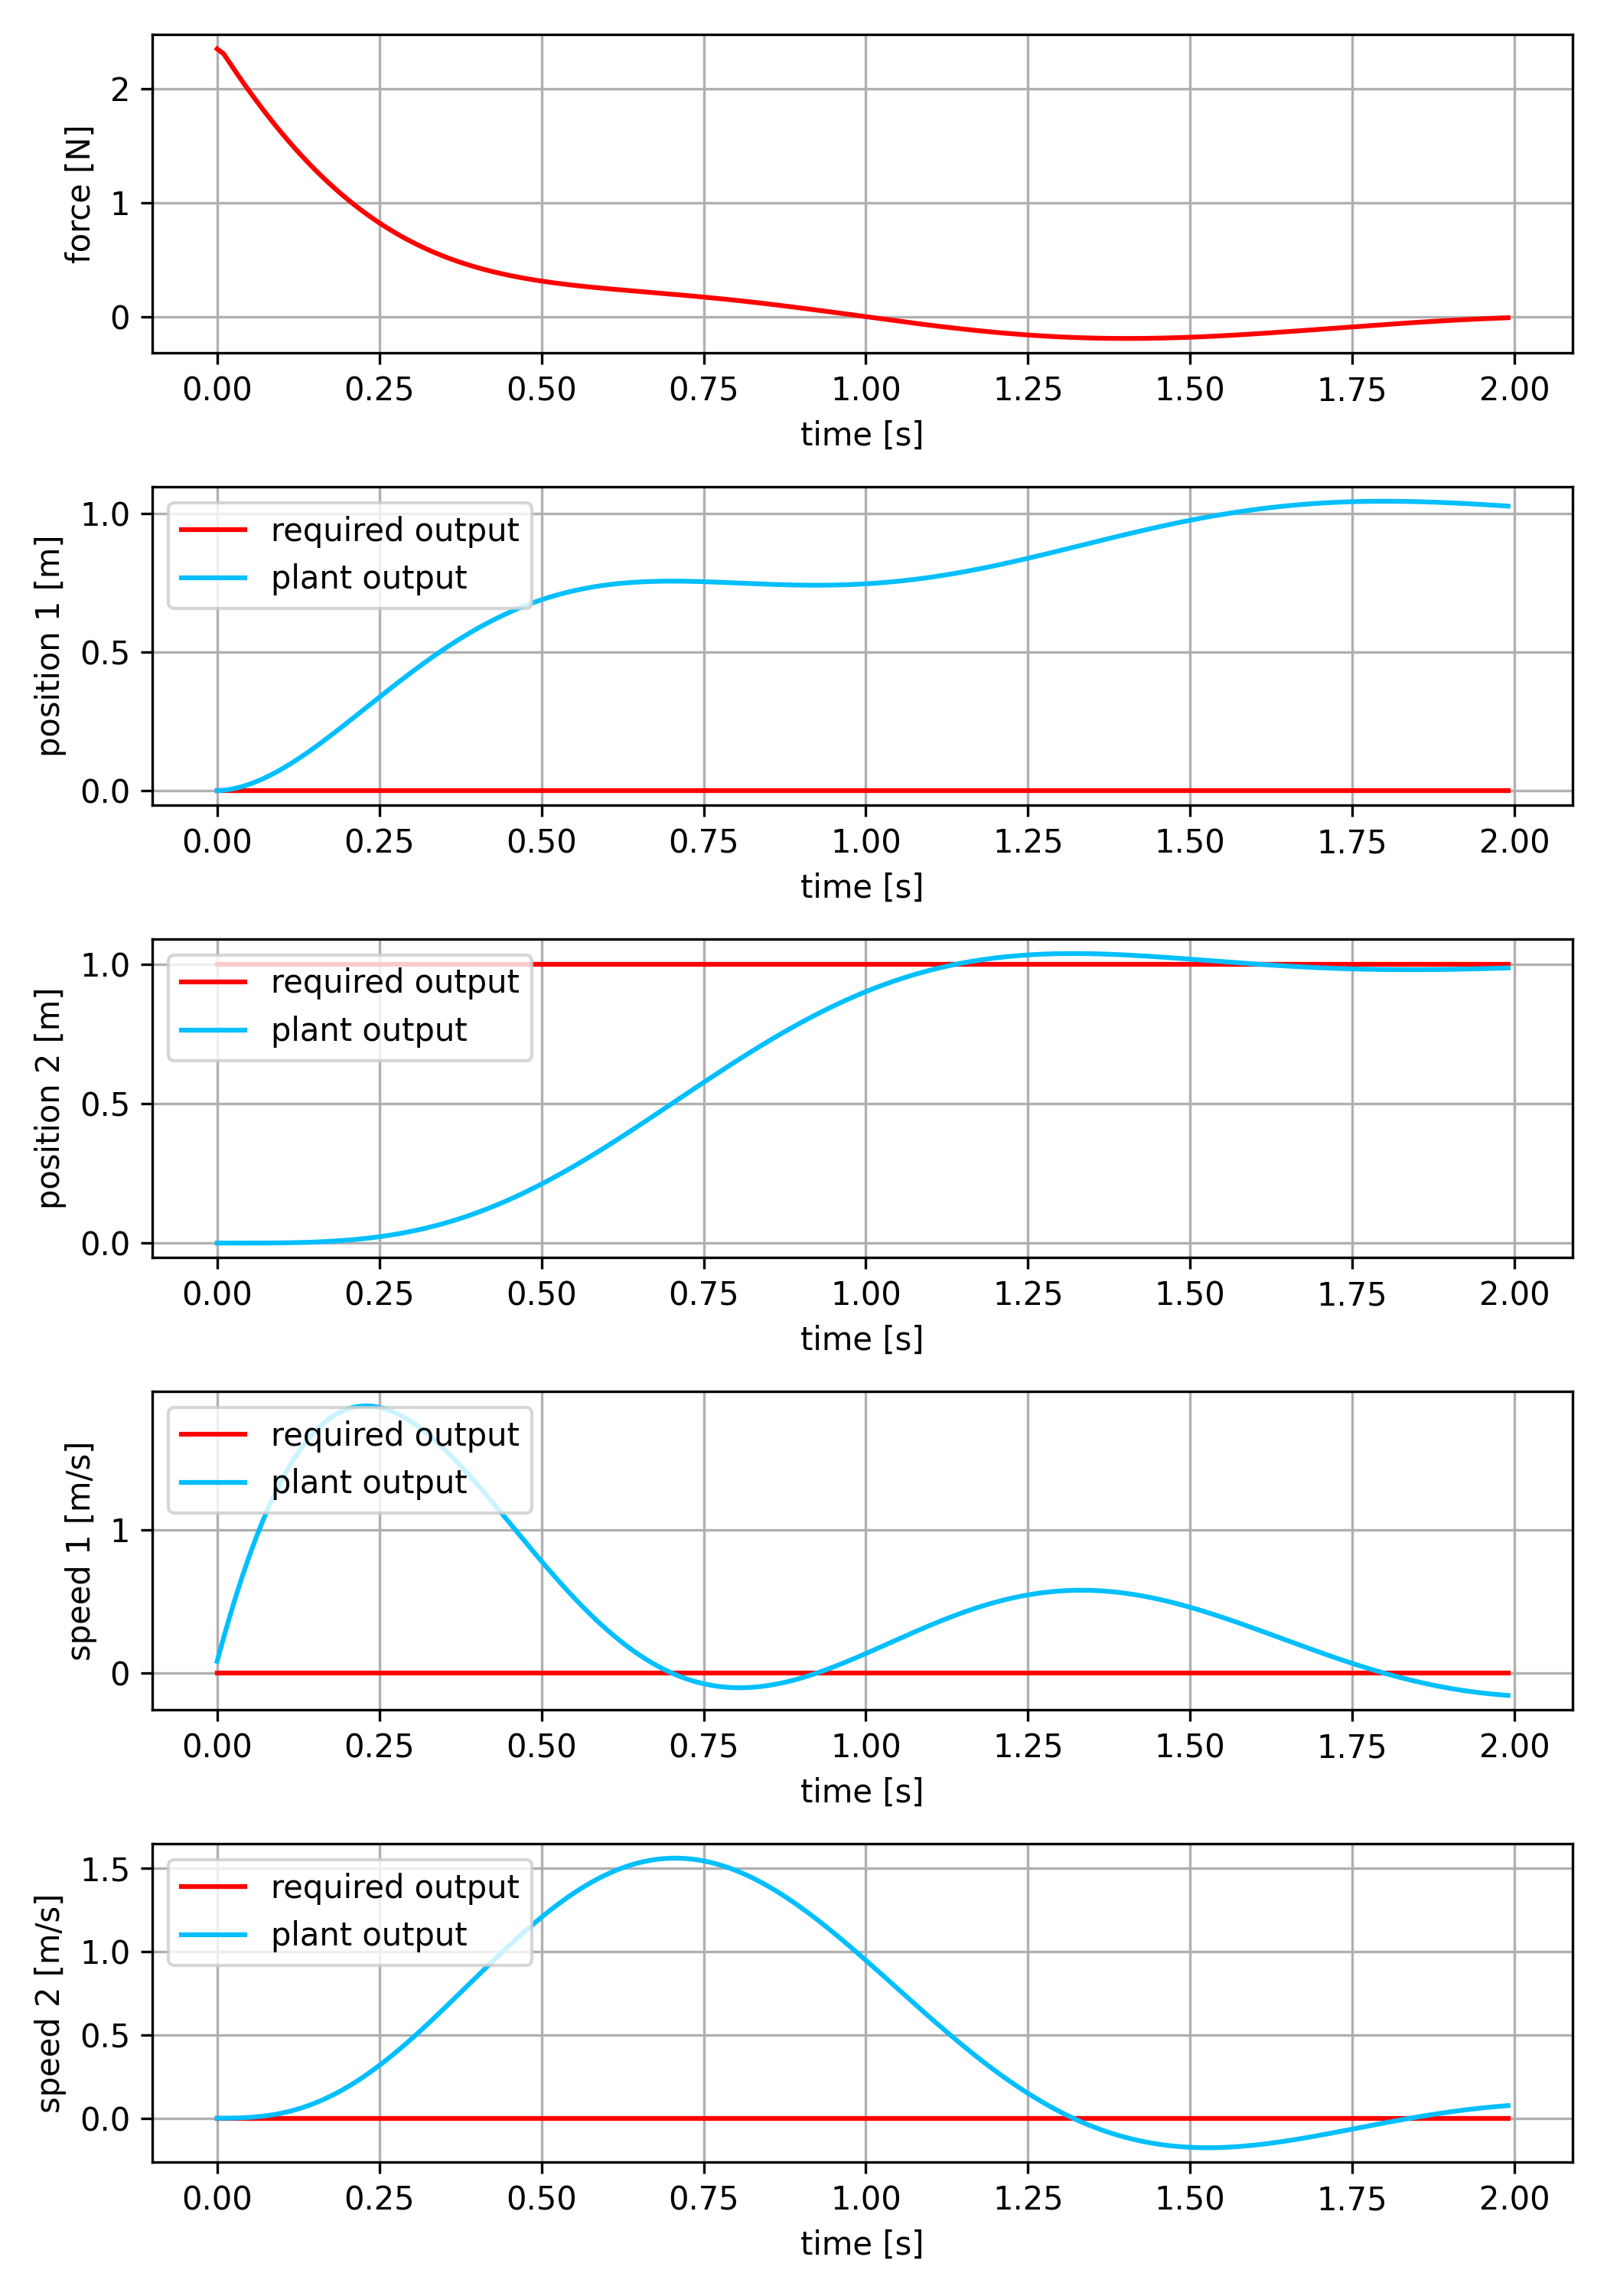 force [N]
2
1
0
0.00 0.25 0.50 0.75 1.00 1.25 1.50 1.75 2.00
time [s]
position 1 [m]
1.0
0.5
0.0
required output
plant output
0.00 0.25 0.50 0.75 1.00 1.25 1.50 1.75 2.00
time [s]
position 2 [m]
1.0
0.5
0.0
required output
plant output
0.00 0.25 0.50 0.75 1.00 1.25 1.50 1.75 2.00
time [s]
speed 1 [m/s]
1
0
required output
plant output
0.00 0.25 0.50 0.75 1.00 1.25 1.50 1.75 2.00
time [s]
speed 2 [m/s]
1.5
1.0
0.5
0.0
required output
plant output
0.00 0.25 0.50 0.75 1.00 1.25 1.50 1.75 2.00
time [s]